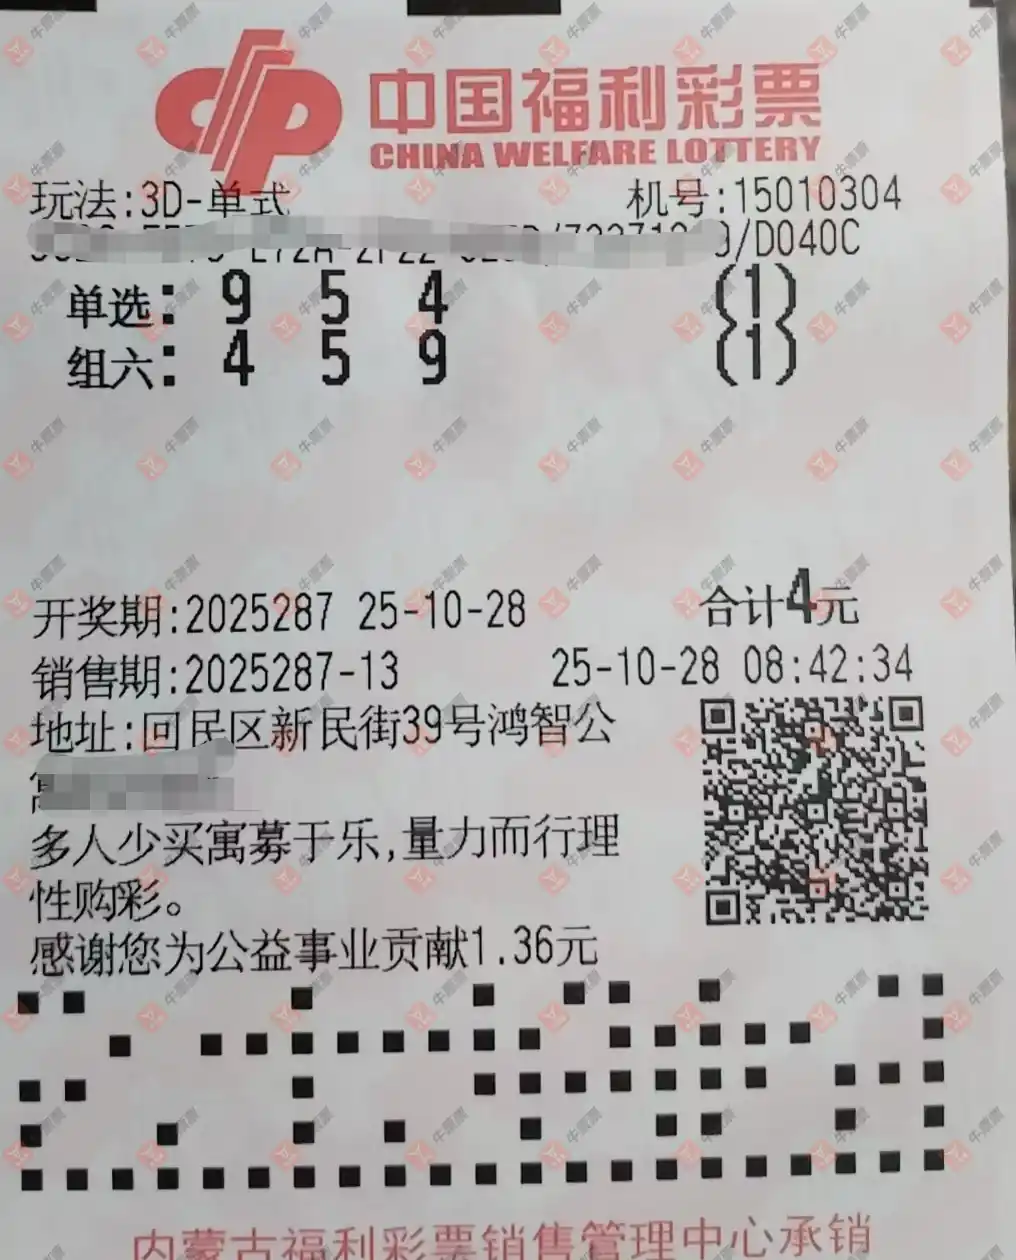 中国福利彩票
CHINA WELFARE LOTTERY
玩法:3D-单式 机号:15010304
/D040C
单选: 9 5 4 (1)
组六: 4 5 9 (1)
开奖期:2025287 25-10-28 合计4元
销售期:2025287-13 25-10-28 08:42:34
地址:回民区新民街39号鸿智公
多人少买寓募于乐,量力而行理
性购彩。
感谢您为公益事业贡献1.36元
内蒙古福利彩票销售管理中心承销